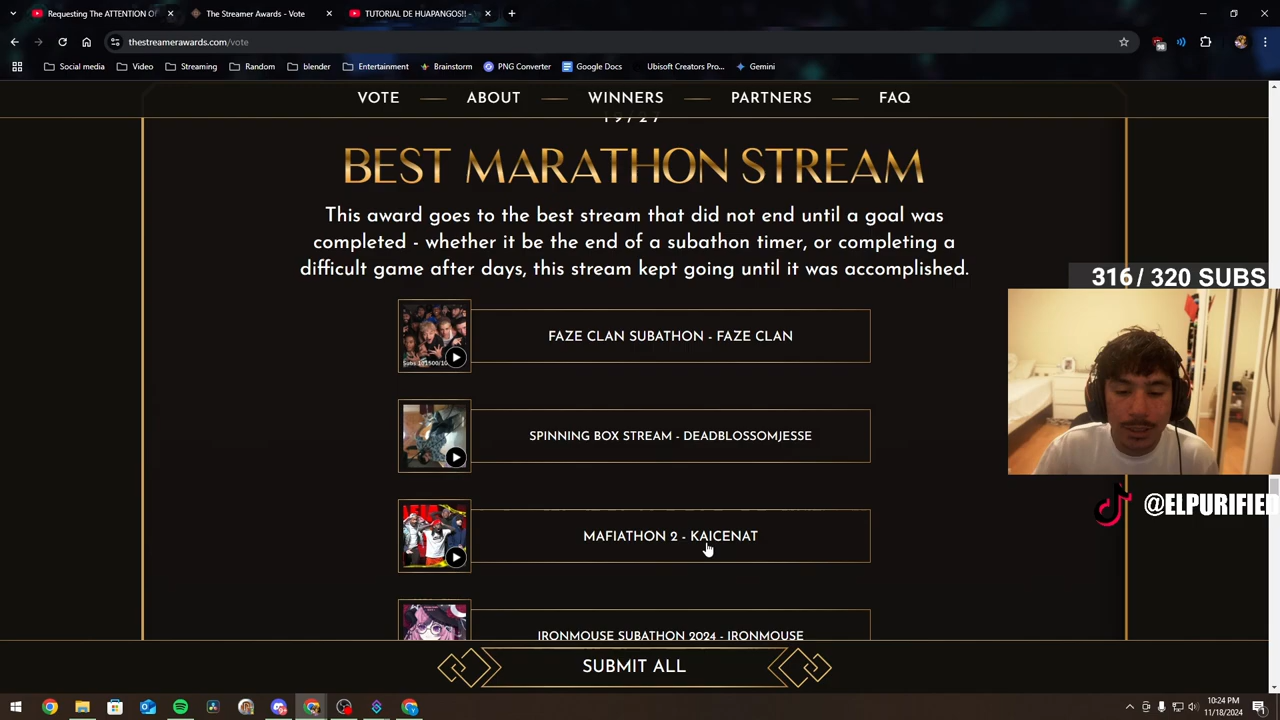 Requesting The ATTENTION OF
The Streamer Awards - Vote
TUTORIAL DE HUAPANGOS!! -
thestreamerawards.com/vote
Social media
Video
Streaming
Random
blender
Entertainment
Brainstorm
PNG Converter
Google Docs
Ubisoft Creators Pro...
Gemini
VOTE
ABOUT
WINNERS
PARTNERS
FAQ
19/27
BEST MARATHON STREAM
This award goes to the best stream that did not end until a goal was
completed - whether it be the end of a subathon timer, or completing a
difficult game after days, this stream kept going until it was accomplished.
316 / 320 SUBS
FAZE CLAN SUBATHON - FAZE CLAN
SPINNING BOX STREAM - DEADBLOSSOMJESSE
@ELPURIFIED
MAFIATHON 2 - KAICENAT
IRONMOUSE SUBATHON 2024 - IRONMOUSE
SUBMIT ALL
10:24 PM
11/18/2024